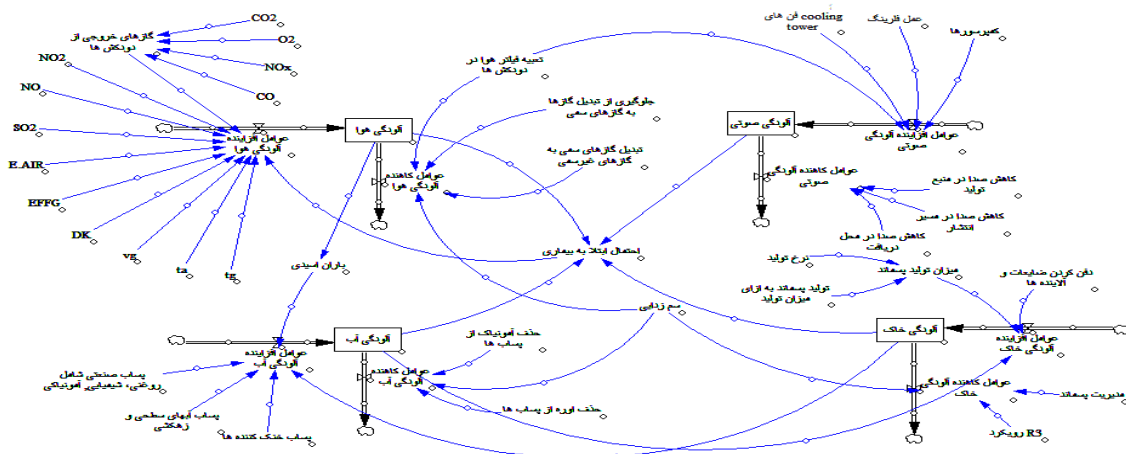 CO2
O2
NOx
CO
گازهای خروجی از
دودکش ها
NO2
NO
SO2
E.AIR
EFFG
DK
vg
ta
tg
عوامل افزاینده
آلودگی هوا
آلودگی هوا
تعبیه فیلتر هوا در
دودکش ها
جلوگیری از تبدیل گازها
به گازهای سمی
تبدیل گازهای سمی به
گازهای غیرسمی
عوامل کاهنده
آلودگی هوا
فن های cooling
tower
عمل فلرینگ
کمپرسورها
آلودگی صوتی
عوامل افزاینده آلودگی
صوتی
عوامل کاهنده آلودگی
صوتی
کاهش صدا در منبع
تولید
کاهش صدا در مسیر
انتشار
کاهش صدا در محل
دریافت
احتمال ابتلا به بیماری
باران اسیدی
سم زدایی
نرخ تولید
میزان تولید پسماند
تولید پسماند به ازای
میزان تولید
دفن کردن ضایعات و
آلاینده ها
آلودگی آب
عوامل افزاینده
آلودگی آب
حذف آمونیاک از
پساب ها
عوامل کاهنده
آلودگی آب
حذف اوره از پساب ها
پساب صنعتی شامل
روغنی، شیمیایی، آمونیاکی
پساب آبهای سطحی و
زهکشی
پساب خنک کننده ها
آلودگی خاک
عوامل افزاینده
آلودگی خاک
عوامل کاهنده آلودگی
خاک
مدیریت پسماند
رویکرد R3